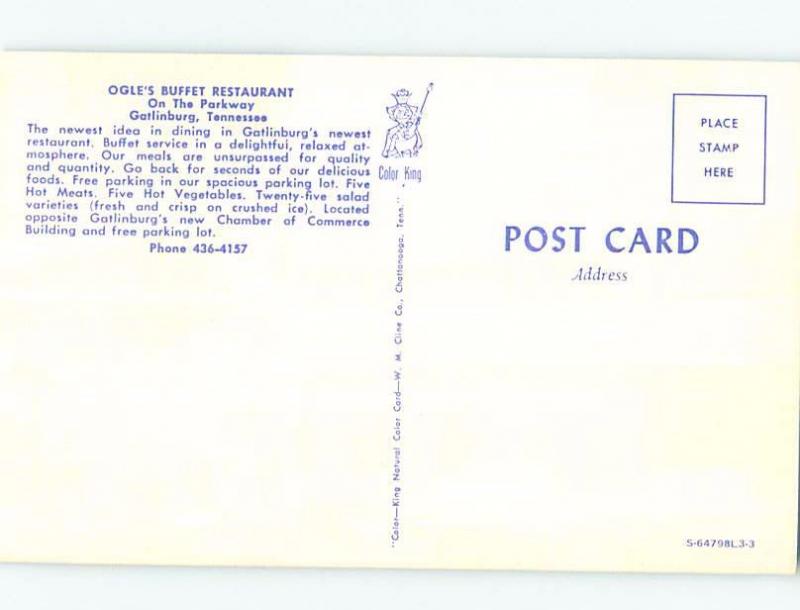 OGLE'S BUFFET RESTAURANT
On The Parkway
Gatlinburg, Tennessee
The newest idea in dining in Gatlinburg's newest
restaurant. Buffet service in a delightful, relaxed at-
mosphere. Our meals are unsurpassed for quality
and quantity. Go back for seconds of our delicious
foods. Free parking in our spacious parking lot. Five
Hot Meats. Five Hot Vegetables. Twenty-five salad
varieties (fresh and crisp on crushed ice). Located
opposite Gatlinburg's new Chamber of Commerce
Building and free parking lot.
Phone 436-4157
Color King
"Color—King Natural Color Card—W. M. Cline Co., Chattanooga, Tenn."
PLACE
STAMP
HERE
POST CARD
Address
S-64798L3-3